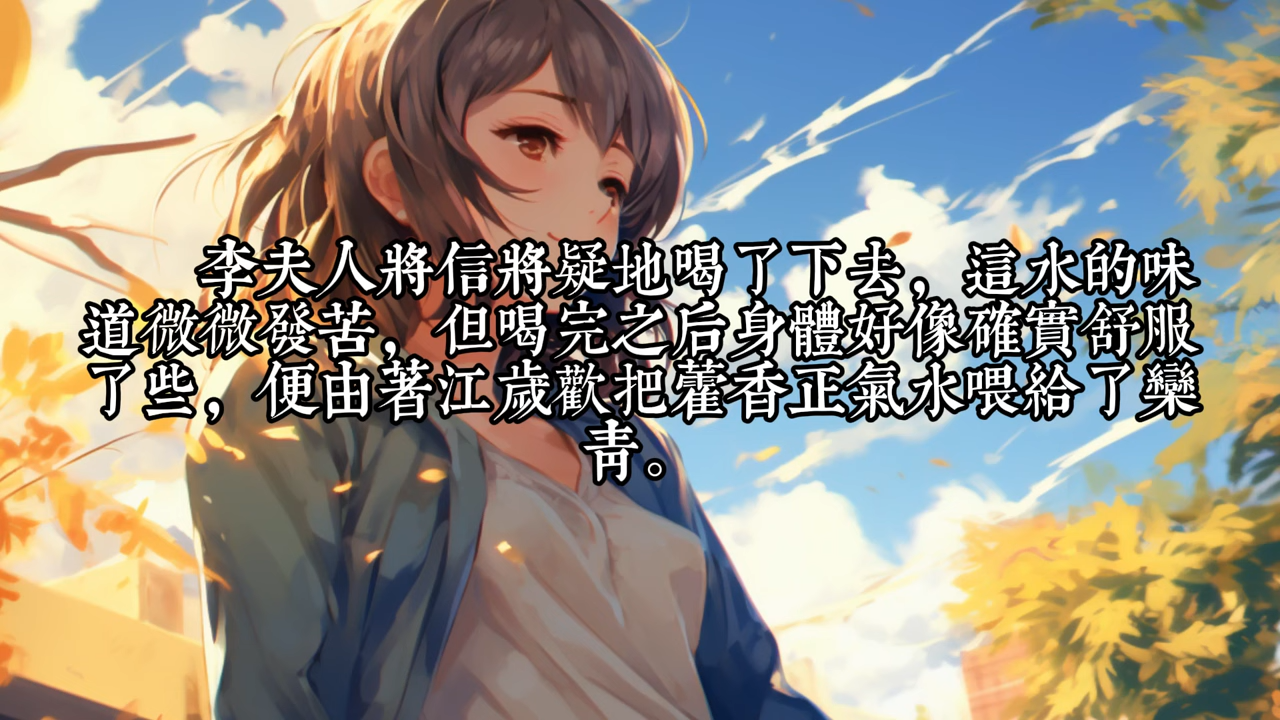 李夫人將信將疑地喝了下去，這水的味
道微微發苦，但喝完之后身體好像確實舒服
了些，便由著江歲歡把藿香正氣水喂給了欒
青。